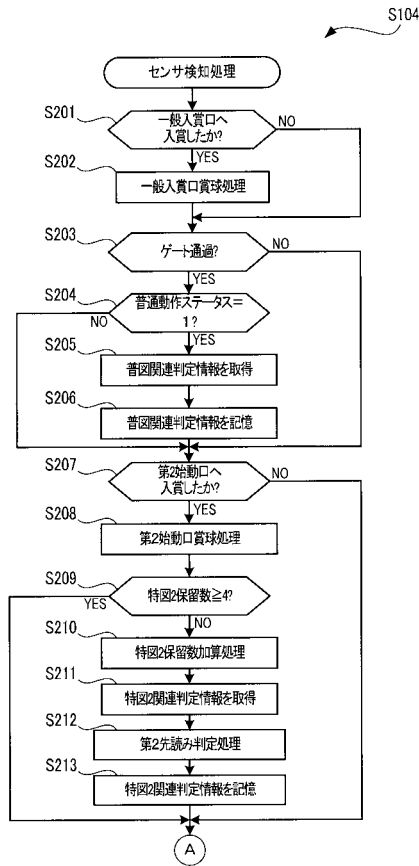 S104
センサ検知処理
S201
一般入賞口へ
入賞したか?
NO
YES
S202
一般入賞口賞球処理
S203
ゲート通過?
NO
YES
S204
普通動作ステータス=
1?
NO
YES
S205
普図関連判定情報を取得
S206
普図関連判定情報を記憶
S207
第2始動口へ
入賞したか?
NO
YES
S208
第2始動口賞球処理
S209
特図2保留数≧4?
YES
NO
S210
特図2保留数加算処理
S211
特図2関連判定情報を取得
S212
第2先読み判定処理
S213
特図2関連判定情報を記憶
A